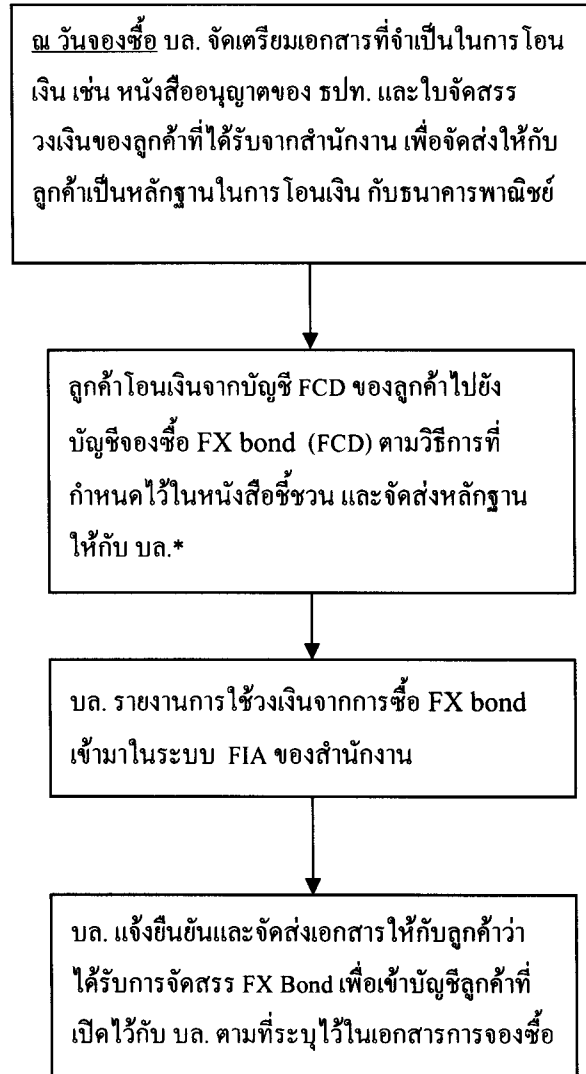 ณ วันจองซื้อ บล. จัดเตรียมเอกสารที่จำเป็นในการโอน
เงิน เช่น หนังสืออนุญาตของ ธปท. และใบจัดสรร
วงเงินของลูกค้าที่ได้รับจากสำนักงาน เพื่อจัดส่งให้กับ
ลูกค้าเป็นหลักฐานในการโอนเงิน กับธนาคารพาณิชย์
ลูกค้าโอนเงินจากบัญชี FCD ของลูกค้าไปยัง
บัญชีจองซื้อ FX bond (FCD) ตามวิธีการที่
กำหนดไว้ในหนังสือชี้ชวน และจัดส่งหลักฐาน
ให้กับ บล.*
บล. รายงานการใช้วงเงินจากการซื้อ FX bond
เข้ามาในระบบ FIA ของสำนักงาน
บล. แจ้งยืนยันและจัดส่งเอกสารให้กับลูกค้าว่า
ได้รับการจัดสรร FX Bond เพื่อเข้าบัญชีลูกค้าที่
เปิดไว้กับ บล. ตามที่ระบุไว้ในเอกสารการจองซื้อ